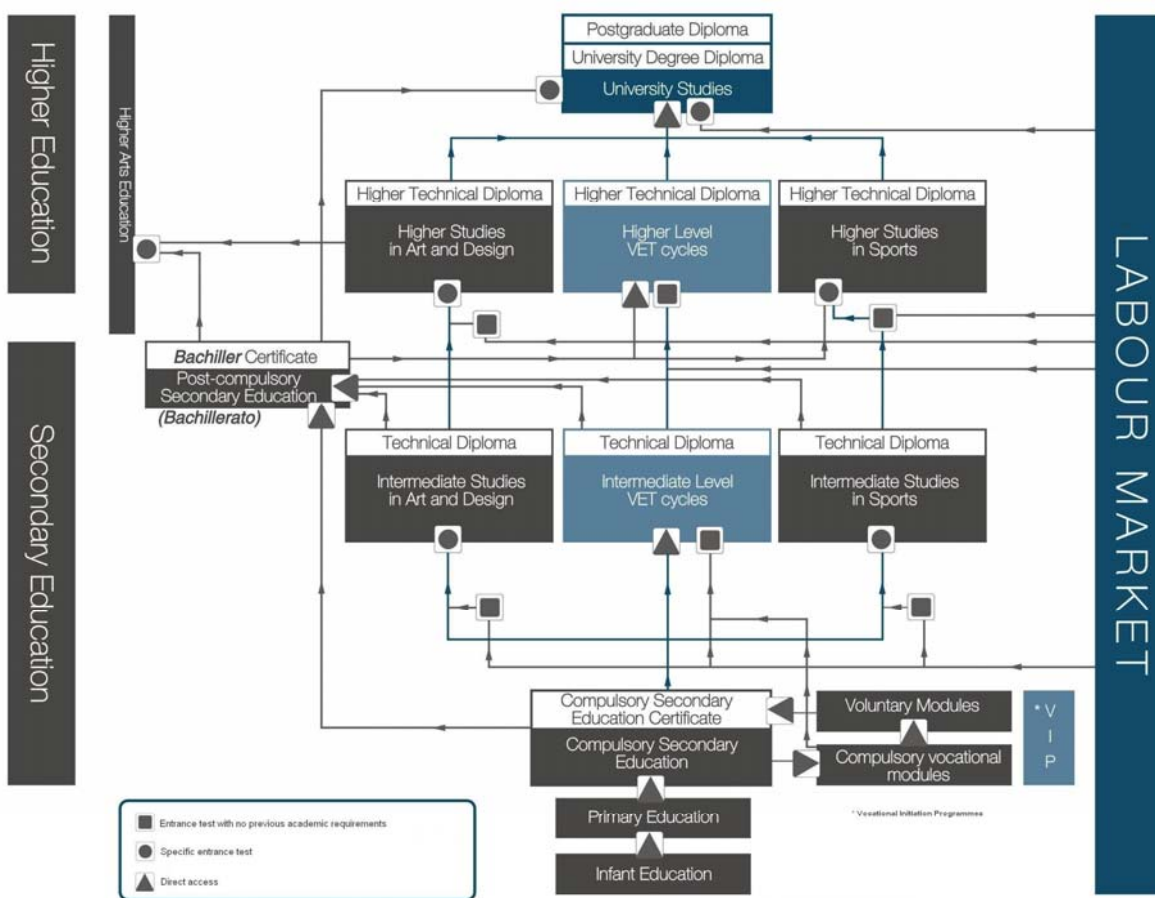 Higher Education
Higher Arts Education
Postgraduate Diploma
University Degree Diploma
University Studies
Higher Technical Diploma
Higher Studies
in Art and Design
Higher Technical Diploma
Higher Level
VET cycles
Higher Technical Diploma
Higher Studies
in Sports
LABOUR MARKET
Secondary Education
Bachiller Certificate
Post-compulsory
Secondary Education
(Bachillerato)
Technical Diploma
Intermediate Studies
in Art and Design
Technical Diploma
Intermediate Level
VET cycles
Technical Diploma
Intermediate Studies
in Sports
Compulsory Secondary
Education Certificate
Compulsory Secondary
Education
Voluntary Modules
Compulsory vocational
modules
* V
I
P
Primary Education
Infant Education
* Vocational Initiation Programmes
Entrance test with no previous academic requirements
Specific entrance test
Direct access